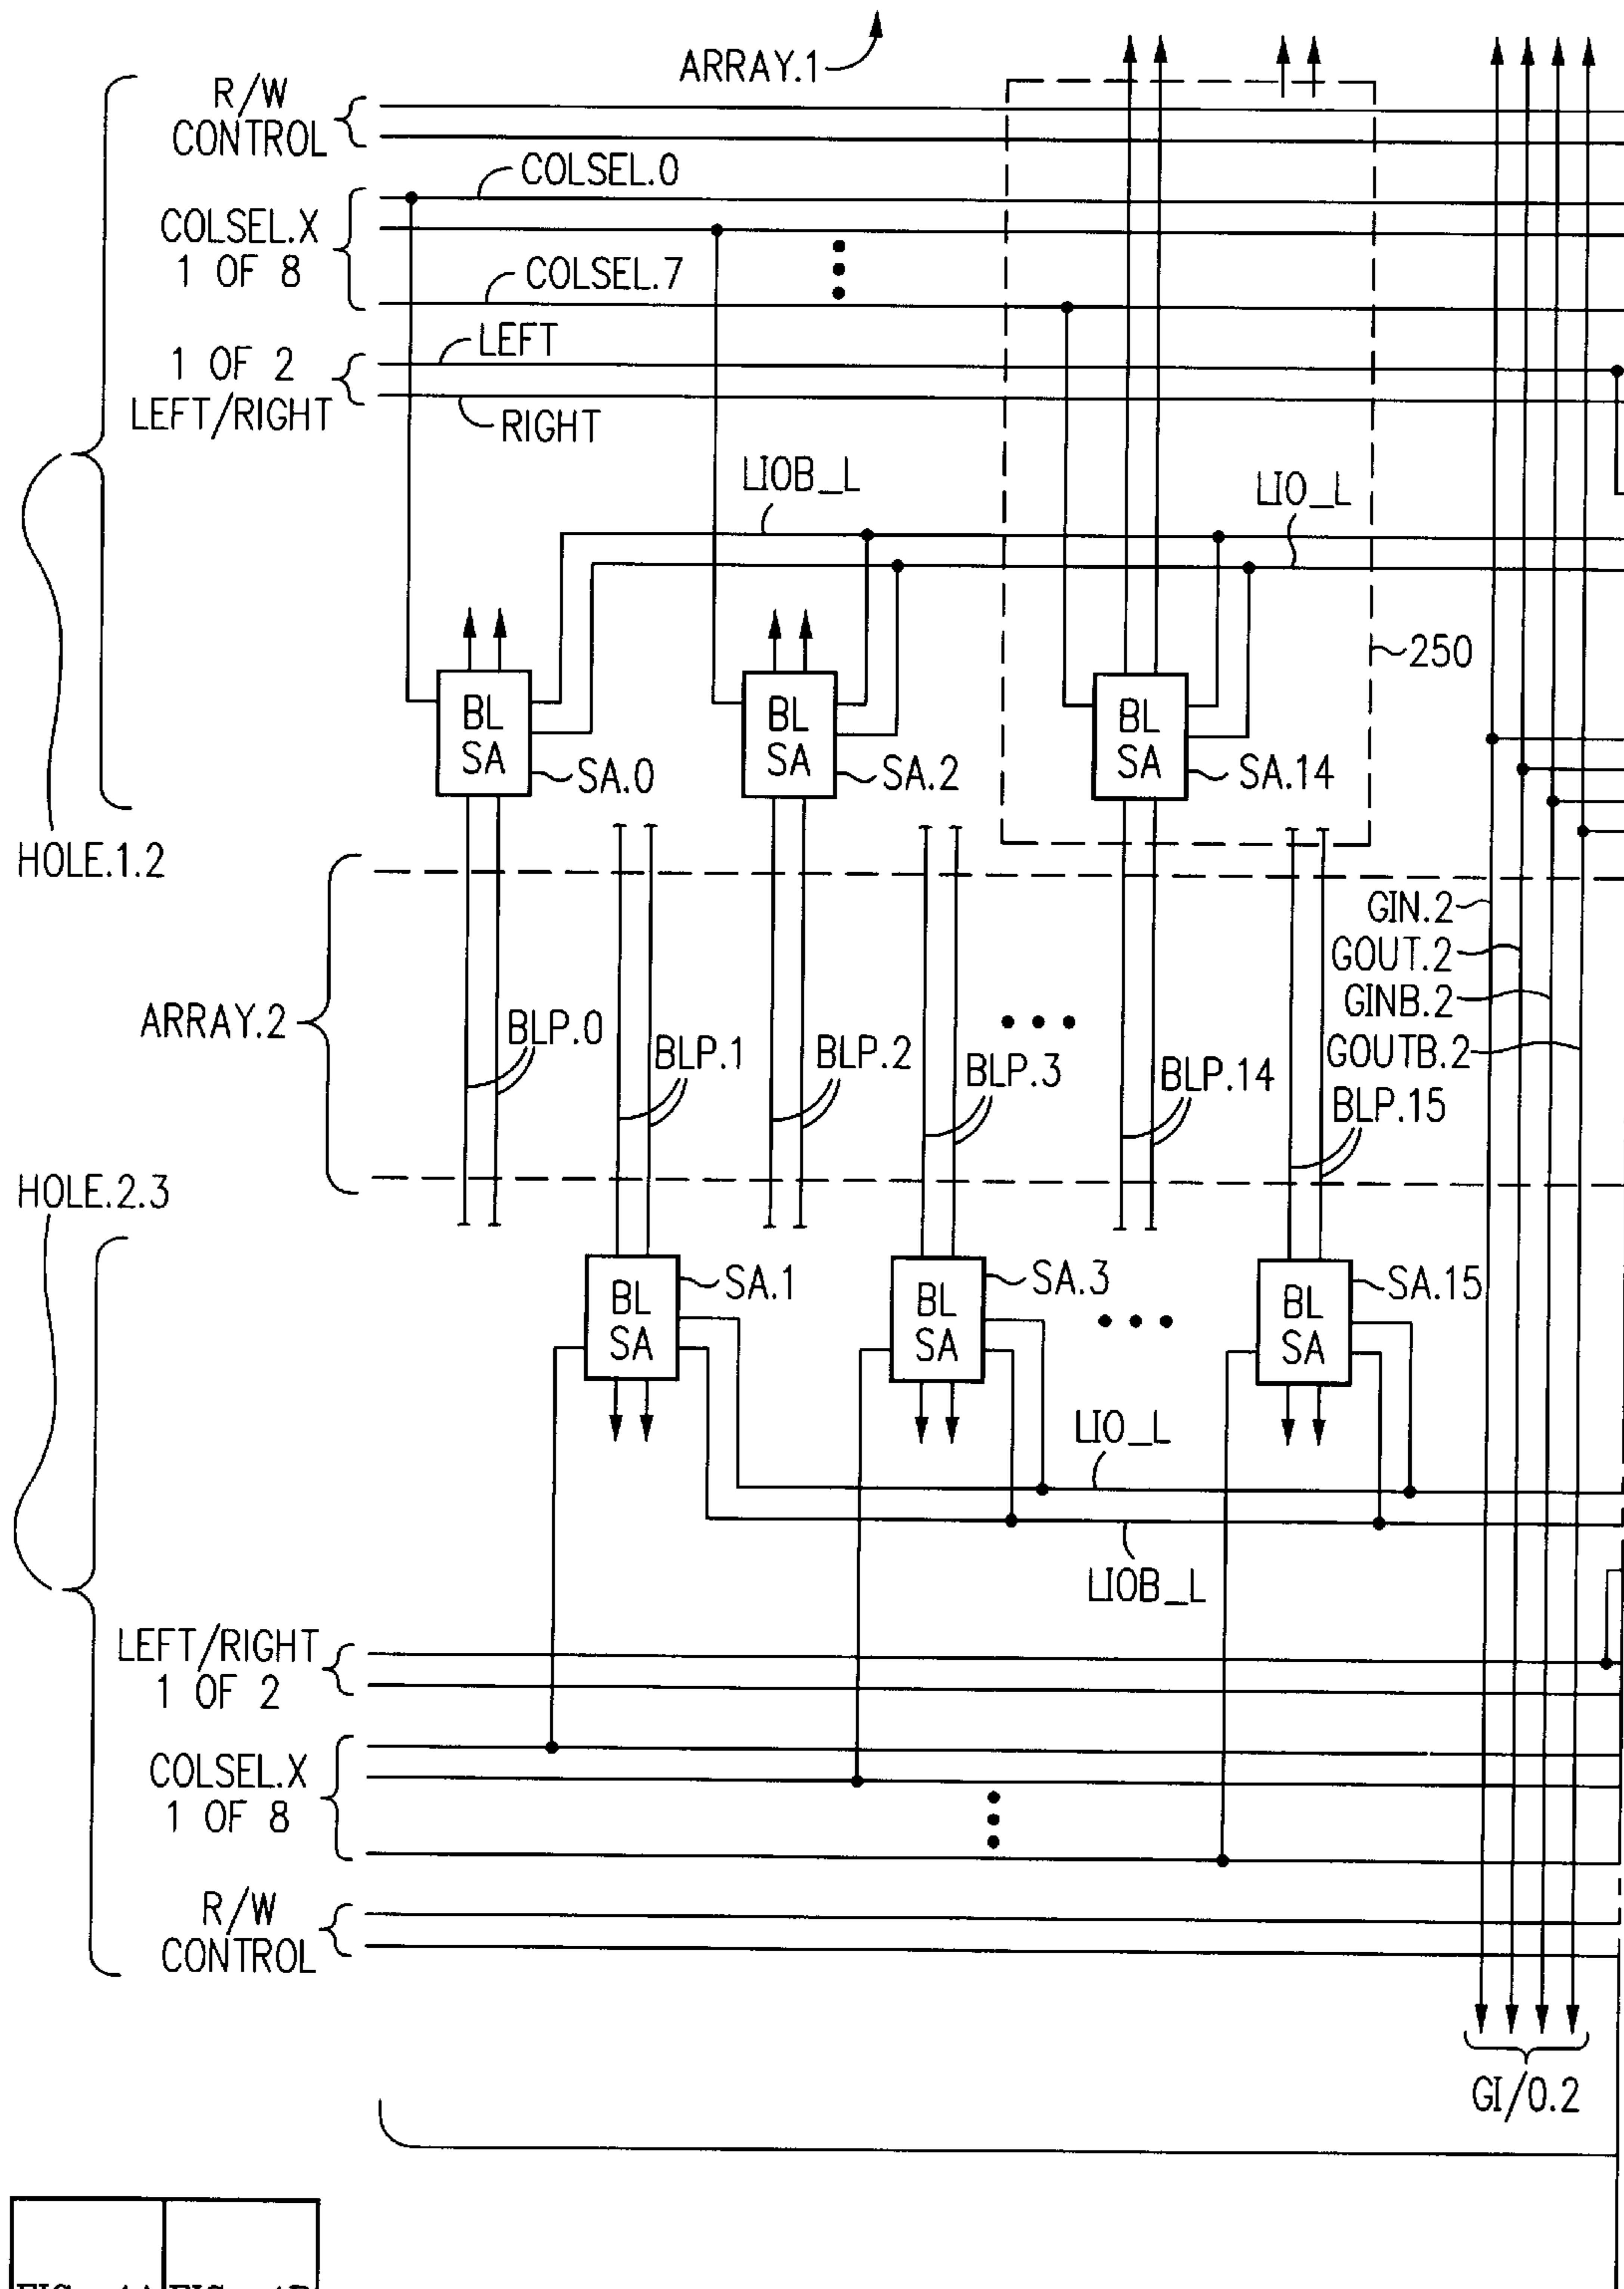 ARRAY.1
R/W
CONTROL
COLSEL.0
COLSEL.X
1 OF 8
COLSEL.7
LEFT
1 OF 2
LEFT/RIGHT
RIGHT
LIOB_L
LIO_L
250
BL
SA
SA.0
BL
SA
SA.2
BL
SA
SA.14
HOLE.1.2
GIN.2
GOUT.2
GINB.2
GOUTB.2
ARRAY.2
BLP.0
BLP.1
BLP.2
BLP.3
BLP.14
BLP.15
HOLE.2.3
BL
SA
SA.1
BL
SA
SA.3
BL
SA
SA.15
LIO_L
LIOB_L
LEFT/RIGHT
1 OF 2
COLSEL.X
1 OF 8
R/W
CONTROL
GI/O.2